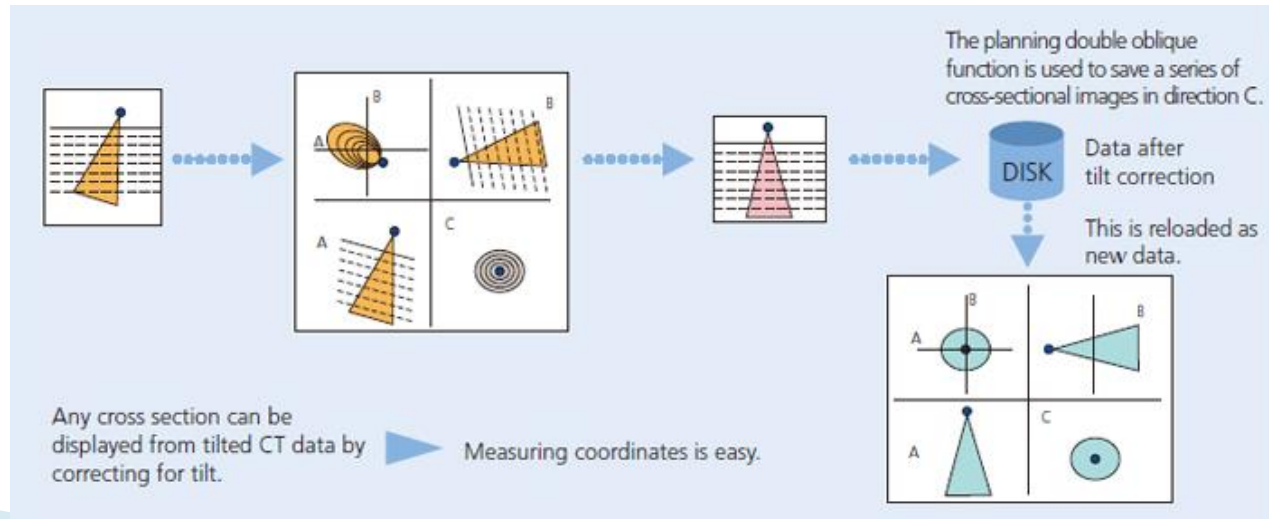 The planning double oblique
function is used to save a series of
cross-sectional images in direction C.
B
A
B
A
C
DISK
Data after
tilt correction
This is reloaded as
new data.
B
A
B
A
C
Any cross section can be
displayed from tilted CT data by
correcting for tilt.
Measuring coordinates is easy.